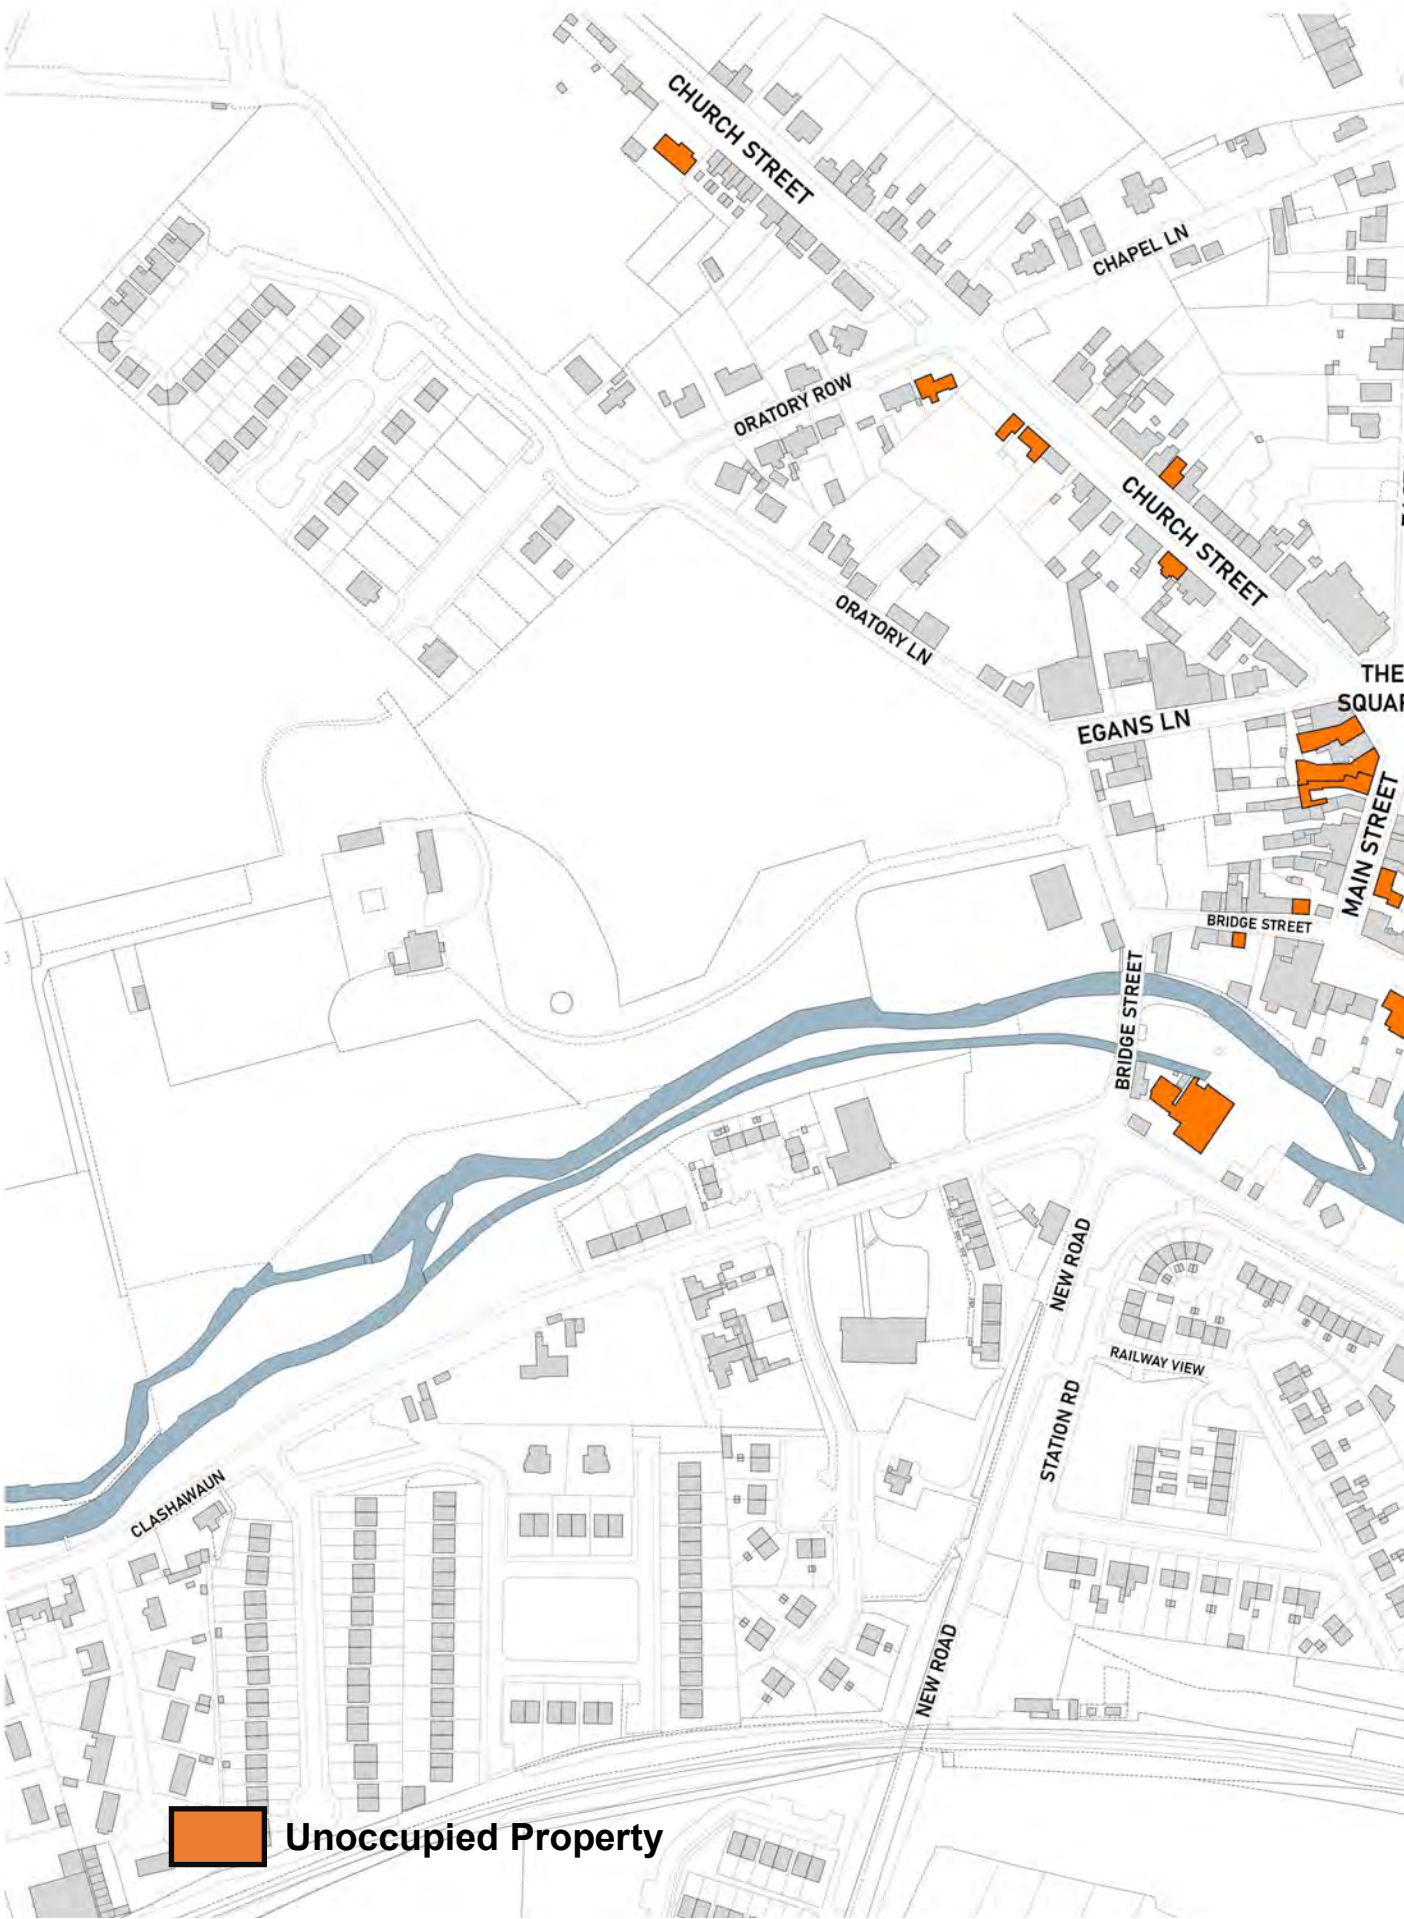 CHURCH STREET
CHAPEL LN
ORATORY ROW
CHURCH STREET
ORATORY LN
THE
SQUAR
EGANS LN
MAIN STREET
BRIDGE STREET
BRIDGE STREET
NEW ROAD
RAILWAY VIEW
STATION RD
CLASHAWAUN
NEW ROAD
Unoccupied Property